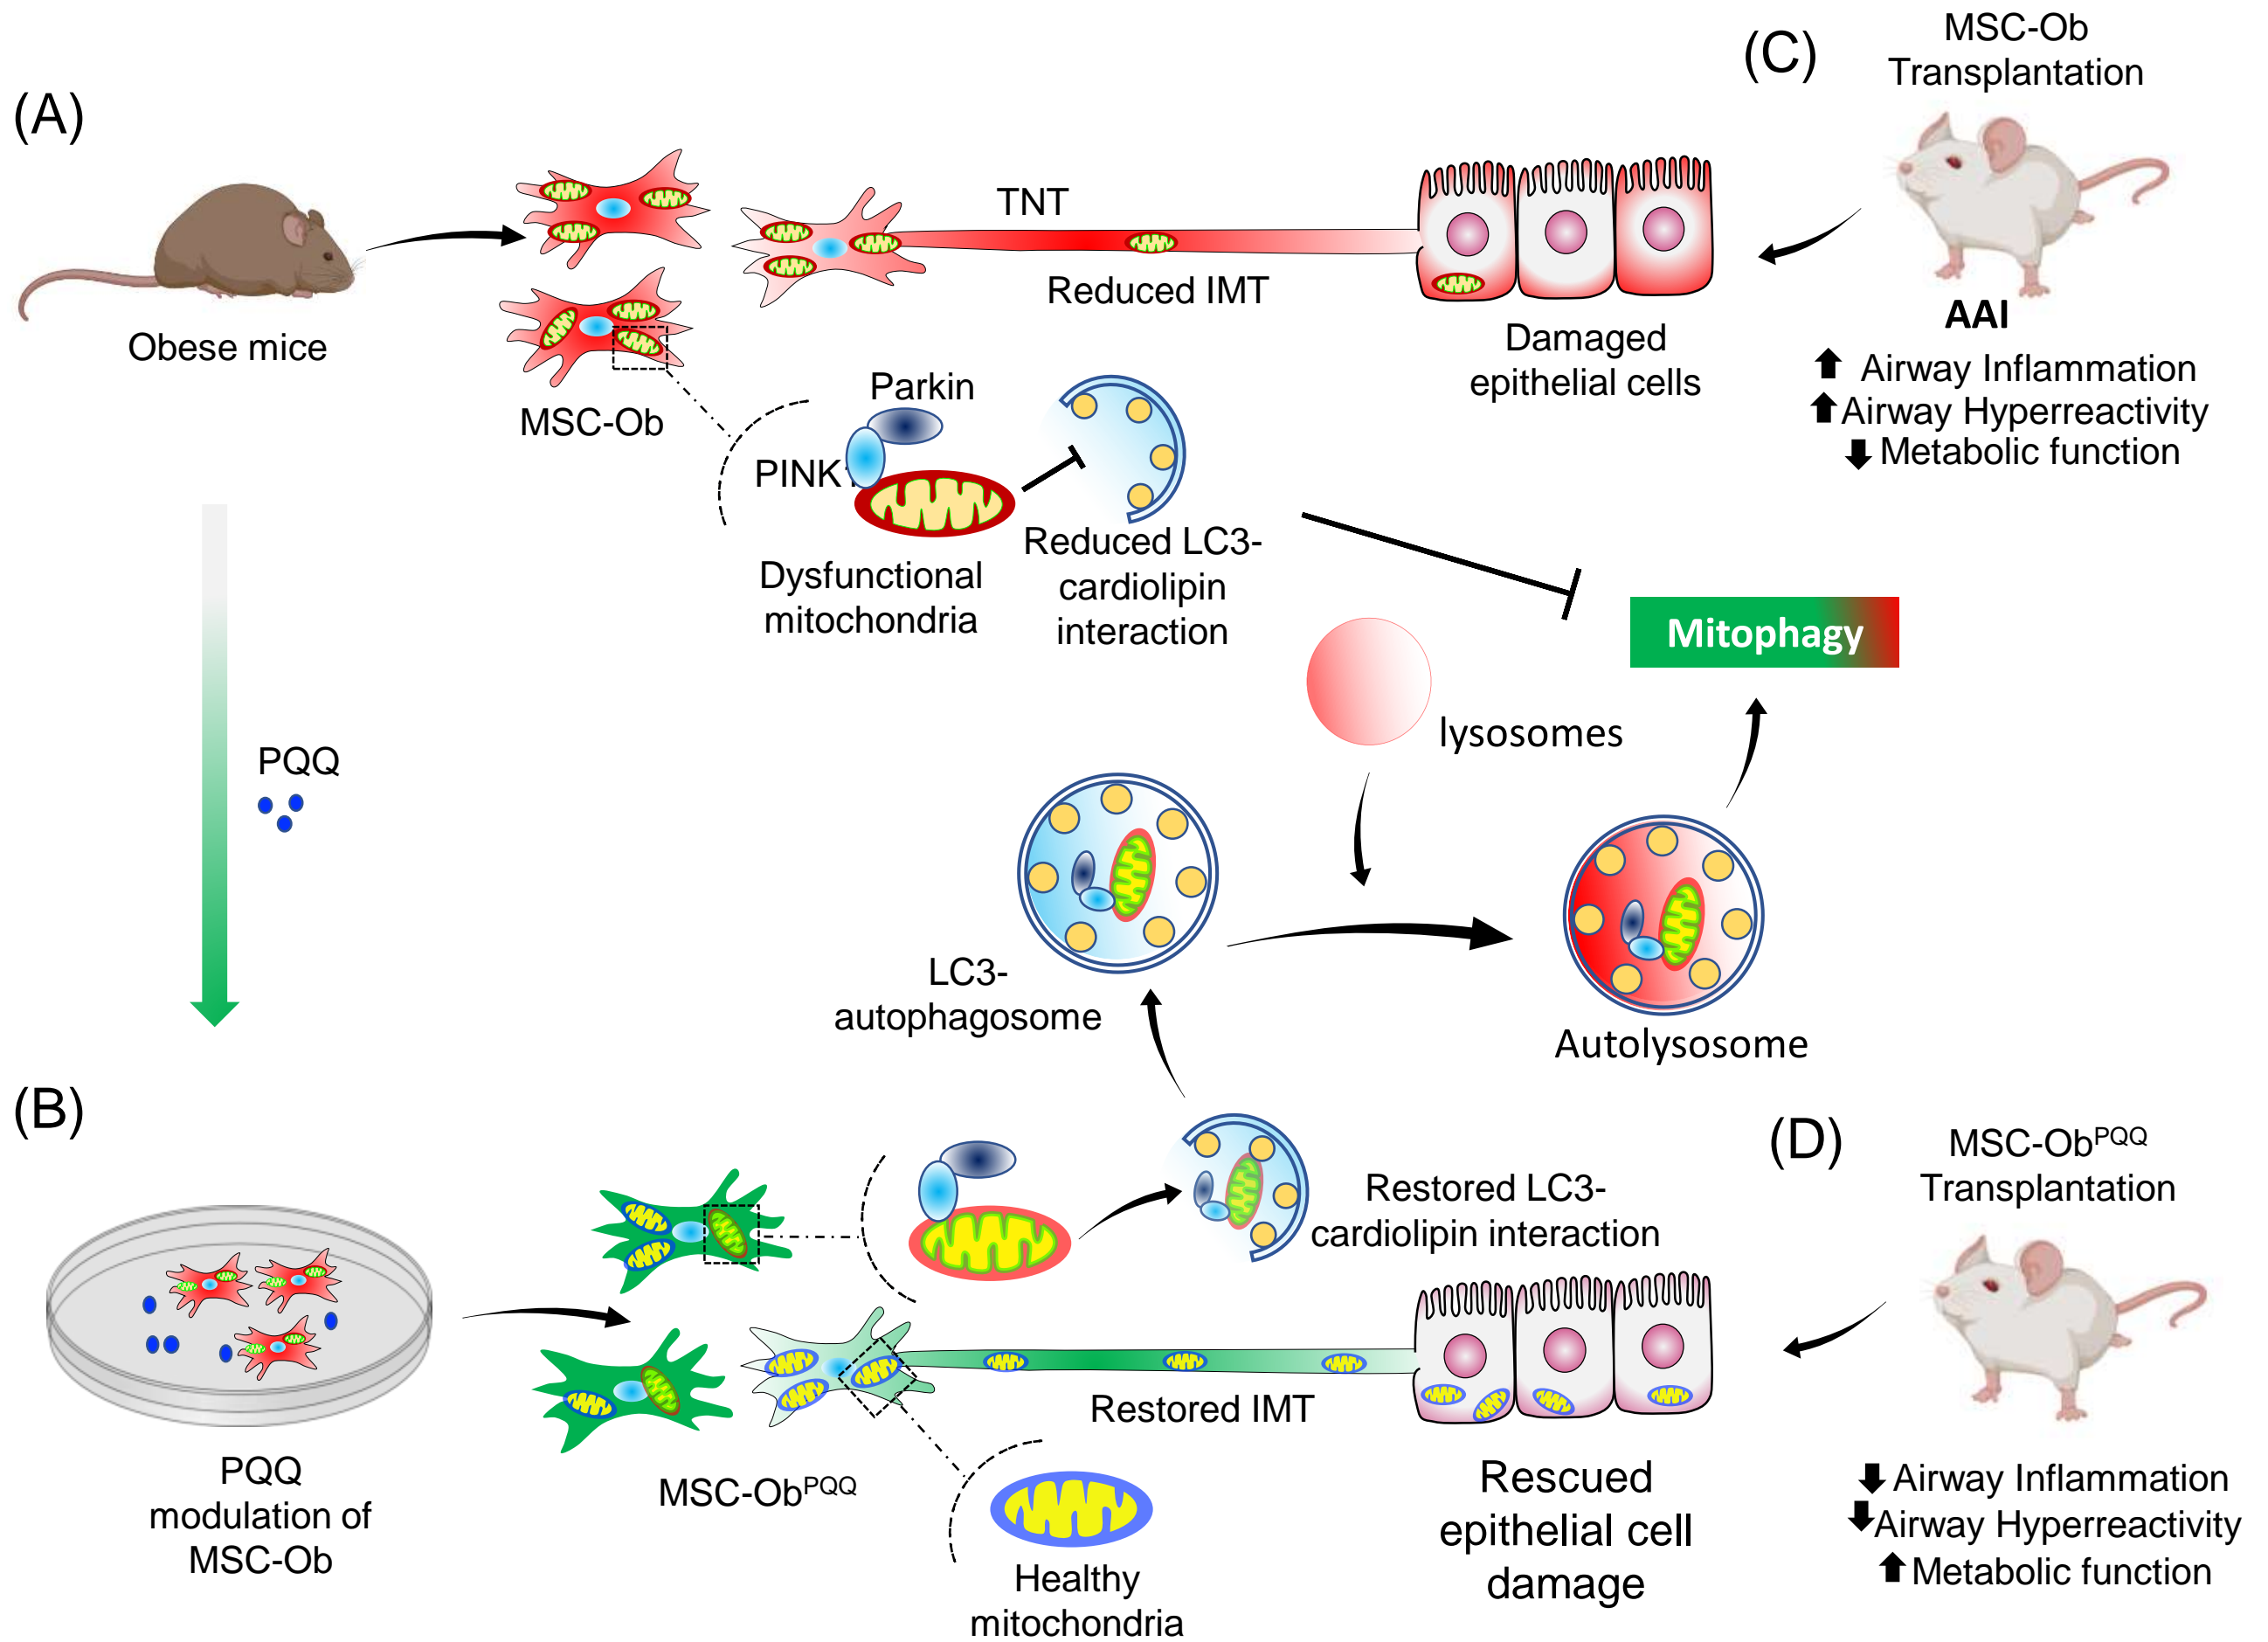 (A)
Obese mice
MSC-Ob
TNT
Reduced IMT
Damaged
epithelial cells
(C)
MSC-Ob
Transplantation
AAI
Airway Inflammation
Airway Hyperreactivity
Metabolic function
Parkin
PINK1
Dysfunctional
mitochondria
Reduced LC3-
cardiolipin
interaction
Mitophagy
lysosomes
PQQ
LC3-
autophagosome
Autolysosome
(B)
PQQ
modulation of
MSC-Ob
MSC-ObPQQ
Restored LC3-
cardiolipin interaction
Restored IMT
Healthy
mitochondria
Rescued
epithelial cell
damage
(D)
MSC-ObPQQ
Transplantation
Airway Inflammation
Airway Hyperreactivity
Metabolic function